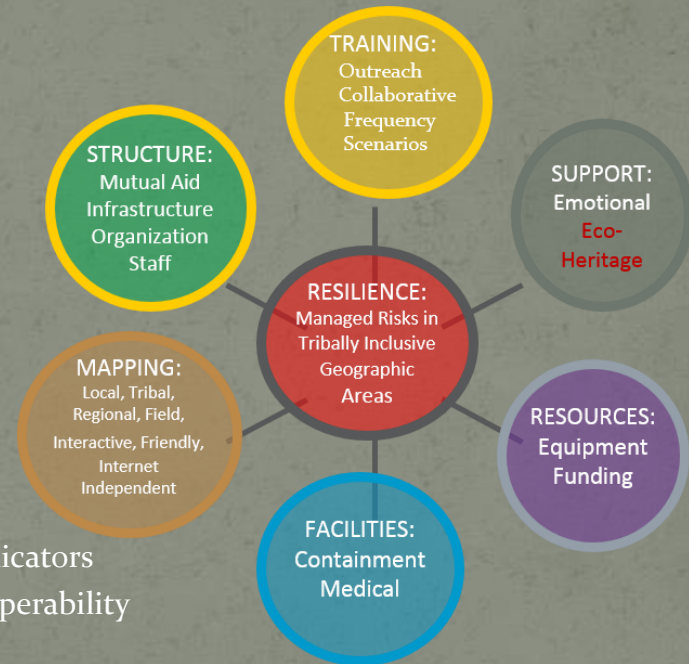 TRAINING:
Outreach
Collaborative
Frequency
Scenarios
STRUCTURE:
Mutual Aid
Infrastructure
Organization
Staff
SUPPORT:
Emotional
Eco-
Heritage
RESILIENCE:
Managed Risks in
Tribally Inclusive
Geographic
Areas
MAPPING:
Local, Tribal,
Regional, Field,
Interactive, Friendly,
Internet
Independent
RESOURCES:
Equipment
Funding
FACILITIES:
Containment
Medical
icators
perability